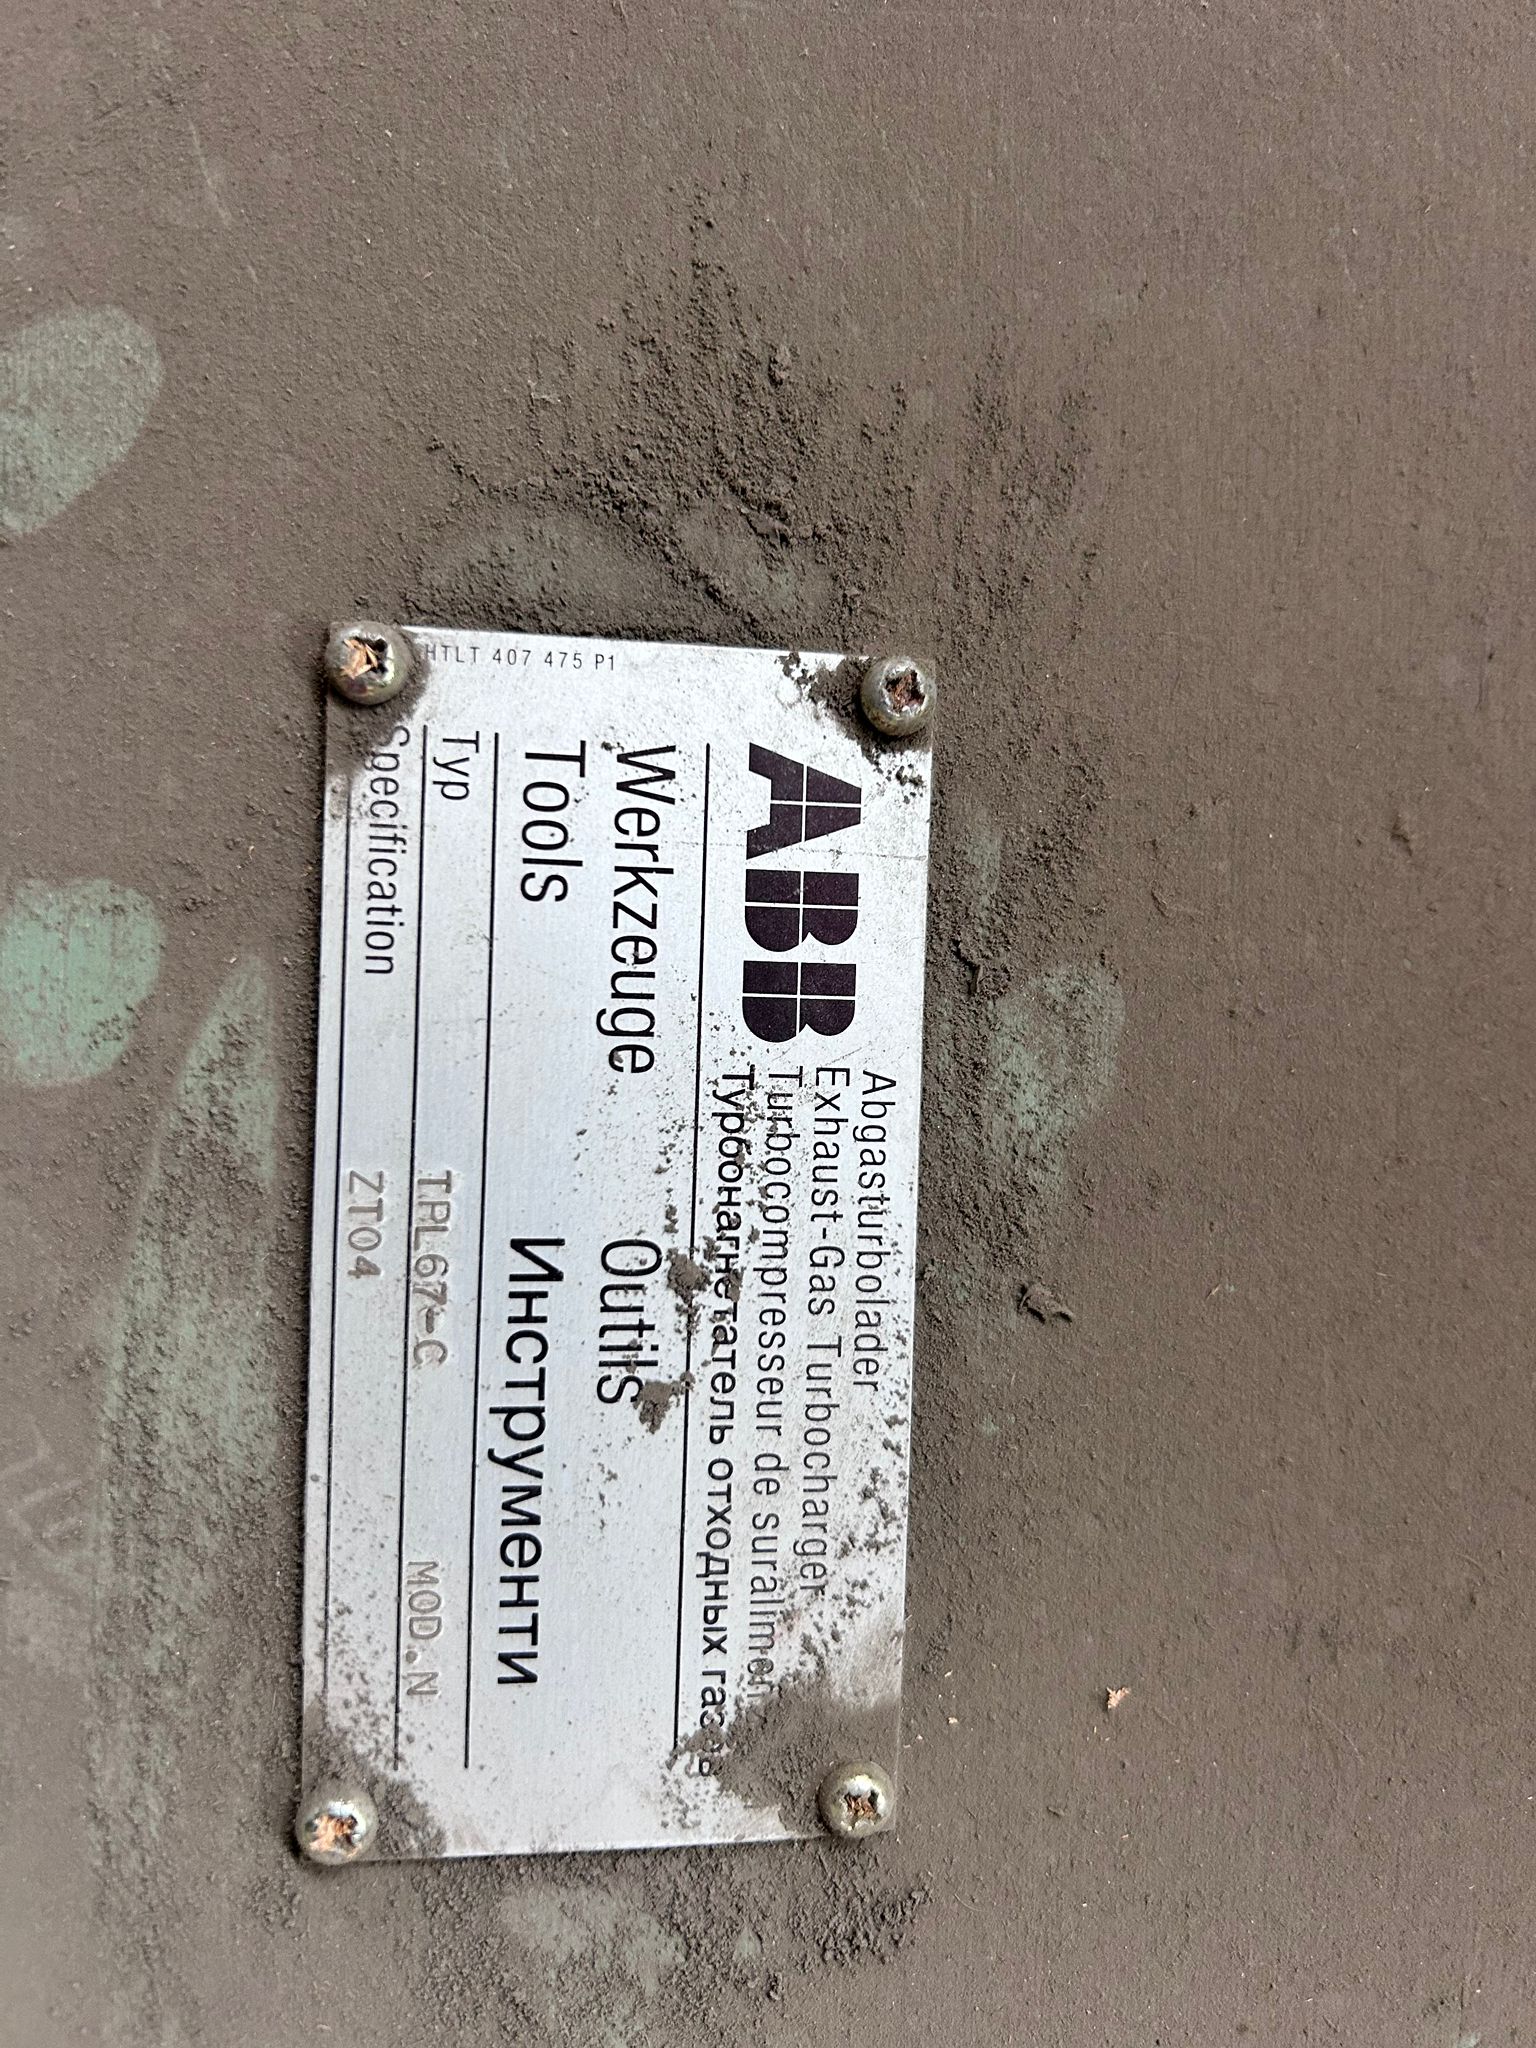 HTLT 407 475 P1
ABB
Abgasturbolader
Exhaust-Gas Turbocharger
Turbocompresseur de suralimen.
Турбонагнетатель отходных газов
Werkzeuge Outils
Tools Инструменти
Typ TPL67-C MOD.N
Specification ZT04